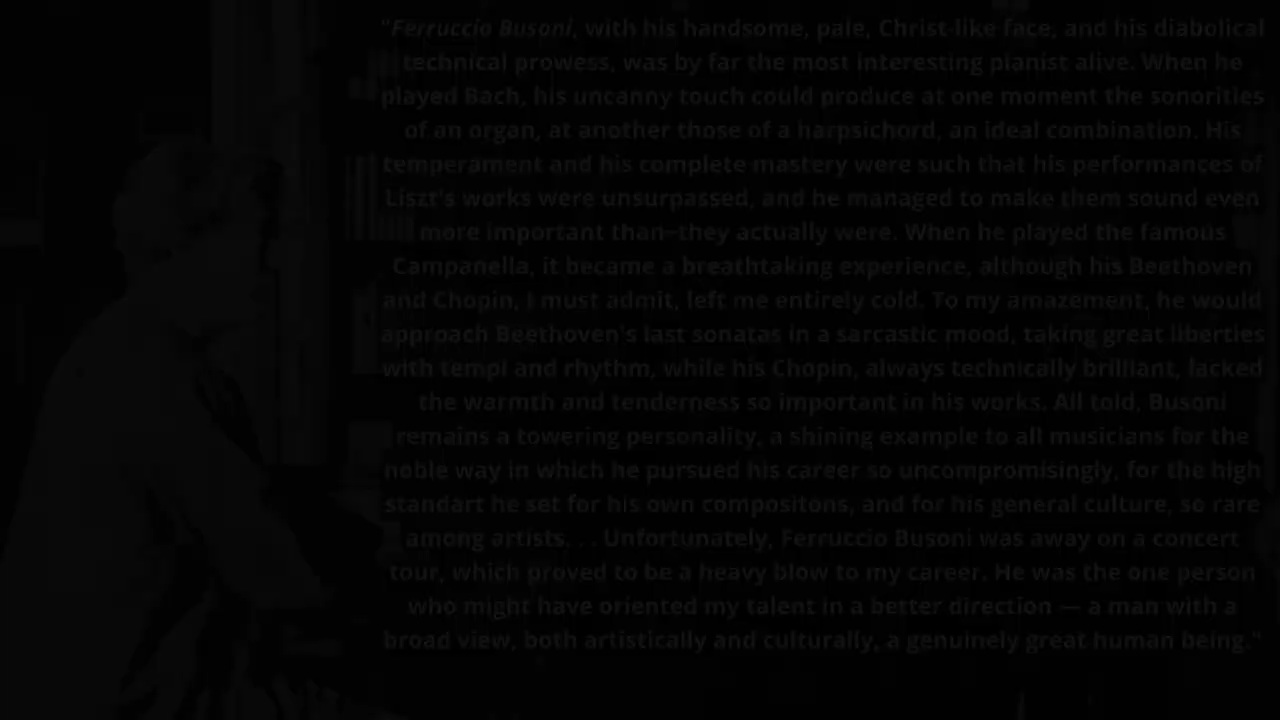 "Ferruccio Busoni, with his handsome, pale, Christ-like face, and his diabolical
technical prowess, was by far the most interesting pianist alive. When he
played Bach, his uncanny touch could produce at one moment the sonorities
of an organ, at another those of a harpsichord, an ideal combination. His
temperament and his complete mastery were such that his performances of
Liszt's works were unsurpassed, and he managed to make them sound even
more important than—they actually were. When he played the famous
Campanella, it became a breathtaking experience, although his Beethoven
and Chopin, I must admit, left me entirely cold. To my amazement, he would
approach Beethoven's last sonatas in a sarcastic mood, taking great liberties
with tempi and rhythm, while his Chopin, always technically brilliant, lacked
the warmth and tenderness so important in his works. All told, Busoni
remains a towering personality, a shining example to all musicians for the
noble way in which he pursued his career so uncompromisingly, for the high
standart he set for his own compositons, and for his general culture, so rare
among artists. . . Unfortunately, Ferruccio Busoni was away on a concert
tour, which proved to be a heavy blow to my career. He was the one person
who might have oriented my talent in a better direction — a man with a
broad view, both artistically and culturally, a genuinely great human being."